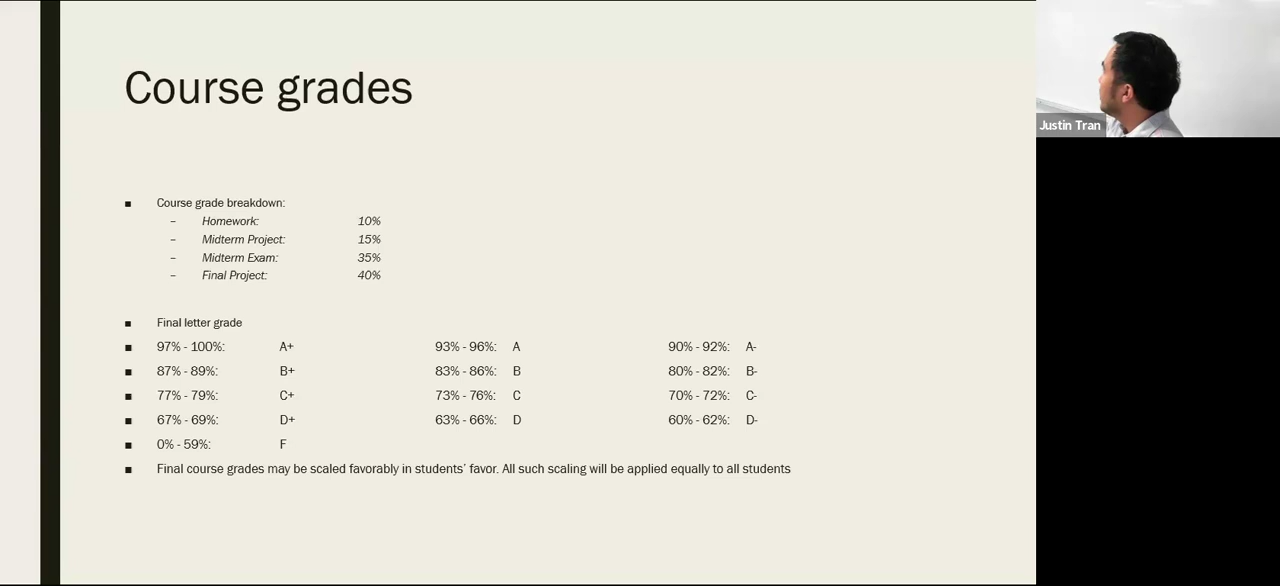 Course grades
Justin Tran
■ Course grade breakdown:
– Homework: 10%
– Midterm Project: 15%
– Midterm Exam: 35%
– Final Project: 40%
■ Final letter grade
■ 97% - 100%: A+ 93% - 96%: A 90% - 92%: A-
■ 87% - 89%: B+ 83% - 86%: B 80% - 82%: B-
■ 77% - 79%: C+ 73% - 76%: C 70% - 72%: C-
■ 67% - 69%: D+ 63% - 66%: D 60% - 62%: D-
■ 0% - 59%: F
■ Final course grades may be scaled favorably in students’ favor. All such scaling will be applied equally to all students